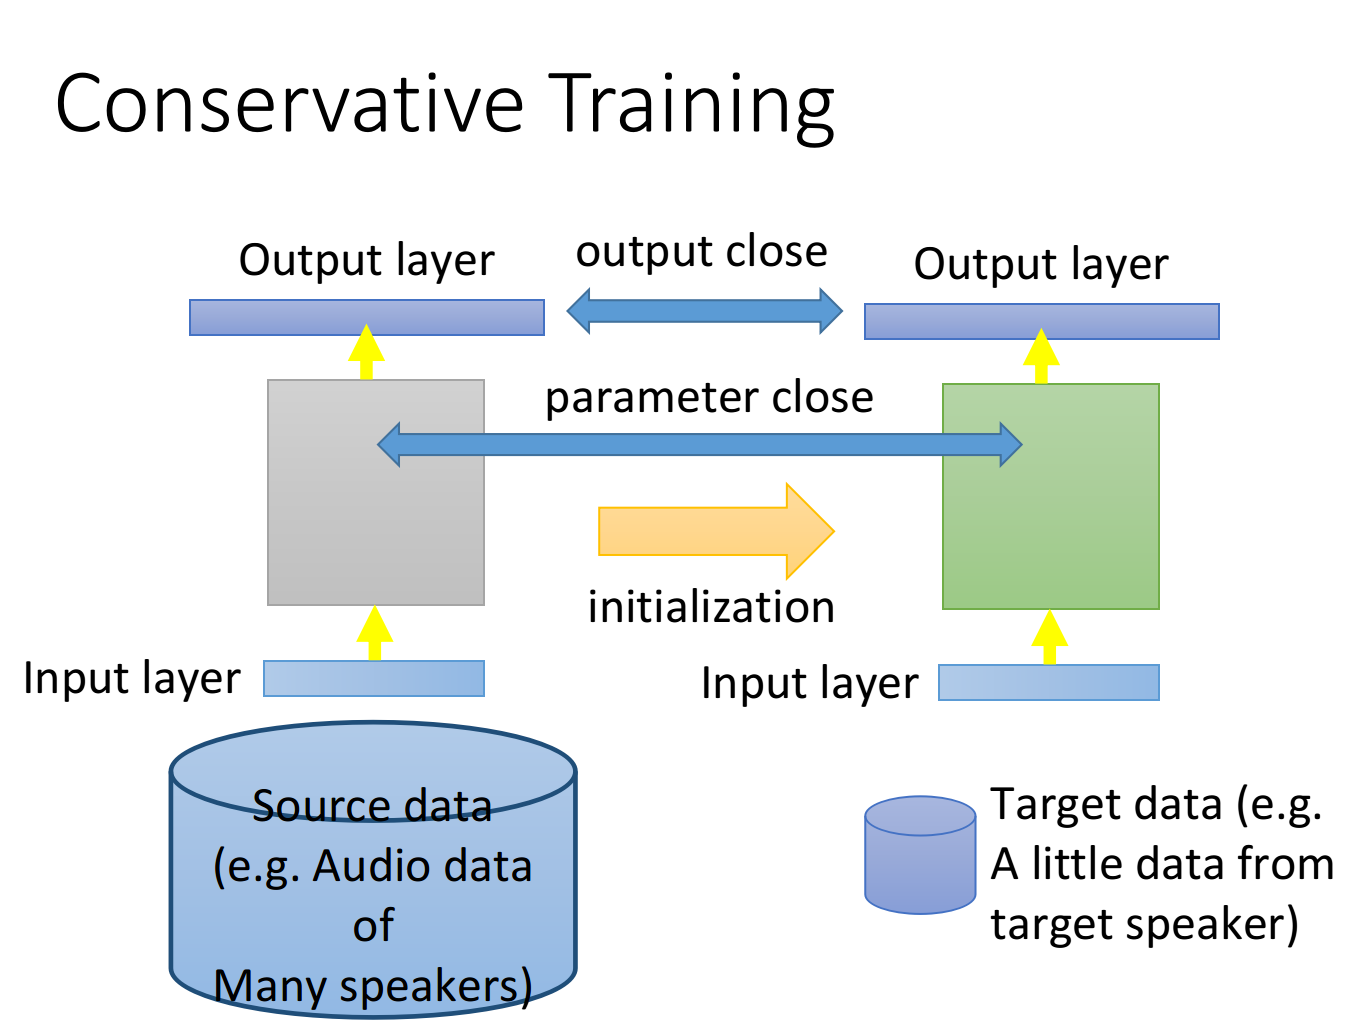 Conservative Training
Output layer
output close
Output layer
parameter close
initialization
Input layer
Input layer
Source data
(e.g. Audio data
of
Many speakers)
Target data (e.g.
A little data from
target speaker)